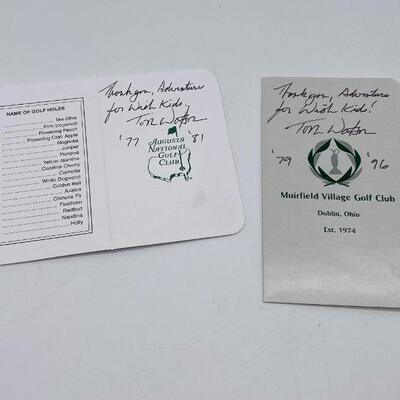 NAME OF GOLF HOLES
Tea Olive
Pink Dogwood
Flowering Peach
Flowering Crab Apple
Magnolia
Juniper
Pampas
Yellow Jasmine
Carolina Cherry
Camellia
White Dogwood
Golden Bell
Azalea
Chinese Fir
Firethorn
Redbud
Nandina
Holly
Thank you, Adventure
for Wish Kids.
Tom Watson
'77 '81
AUGUSTA
NATIONAL
GOLF
CLUB
Thank you, Adventure
for Wish Kids!
Tom Watson
'79 '96
Muirfield Village Golf Club
Dublin, Ohio
Est. 1974